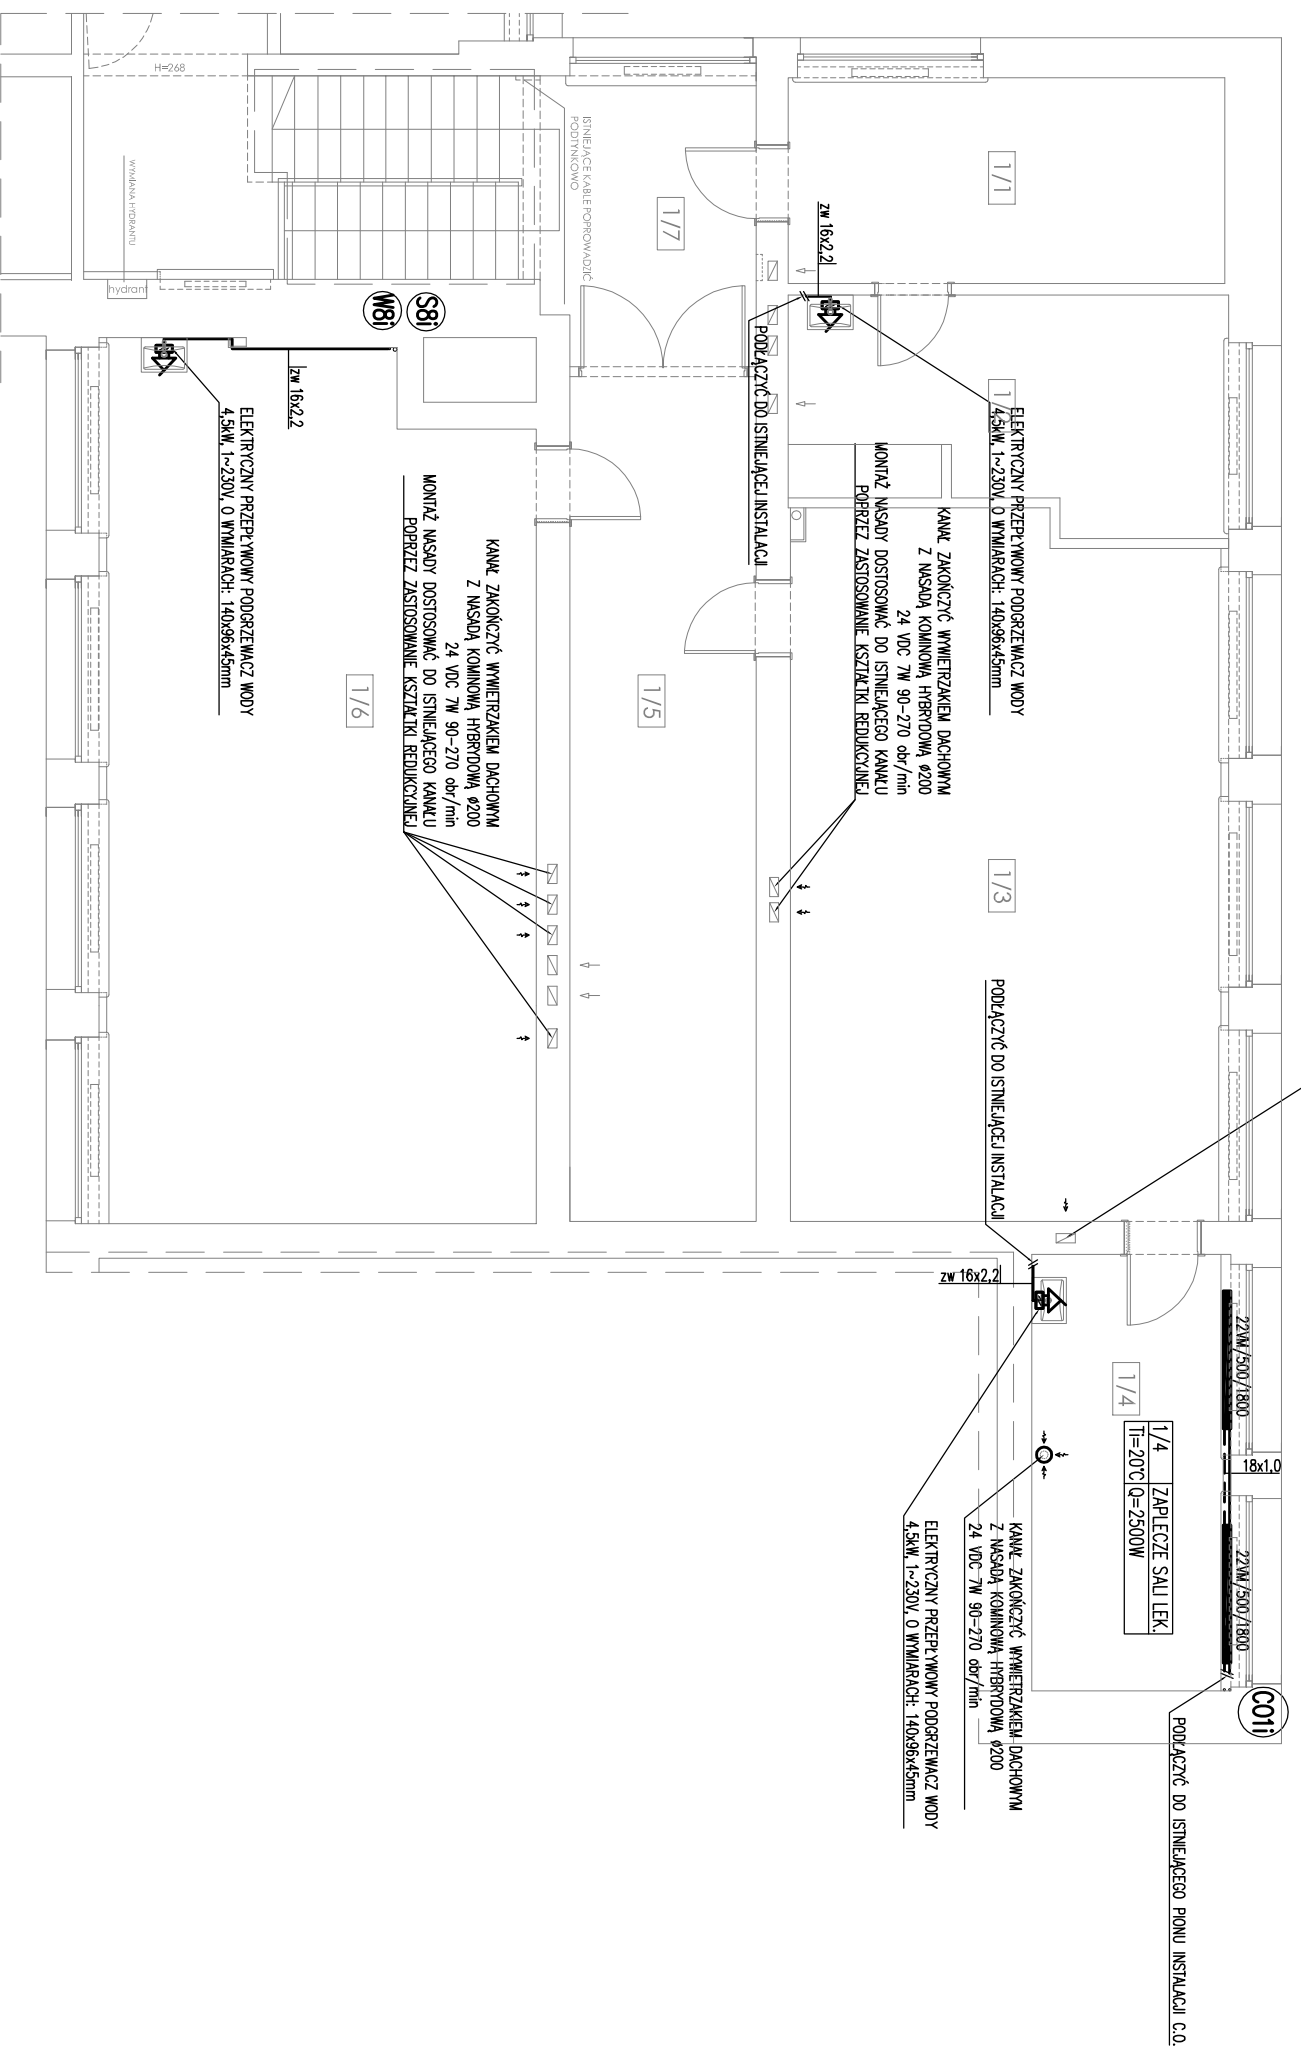 H=268
WYMIANA HYDRANTU
hydrant
ISTNIEJĄCE KABLE POPROWADZIĆ
PODTYNKOWO
1/7
1/1
zw 16x2,2
S8i
W8i
zw 16x2,2
PODŁĄCZYĆ DO ISTNIEJĄCEJ INSTALACJI
ELEKTRYCZNY PRZEPŁYWOWY PODGRZEWACZ WODY
4,5kW, 1~230V, O WYMIARACH: 140x96x45mm
ELEKTRYCZNY PRZEPŁYWOWY PODGRZEWACZ WODY
4,5kW, 1~230V, O WYMIARACH: 140x96x45mm
KANAŁ ZAKOŃCZYĆ WYWIETRZAKIEM DACHOWYM
Z NASADĄ KOMINOWĄ HYBRYDOWĄ ø200
24 VDC 7W 90-270 obr/min
MONTAŻ NASADY DOSTOSOWAĆ DO ISTNIEJĄCEGO KANAŁU
POPRZEZ ZASTOSOWANIE KSZTAŁTKI REDUKCYJNEJ
KANAŁ ZAKOŃCZYĆ WYWIETRZAKIEM DACHOWYM
Z NASADĄ KOMINOWĄ HYBRYDOWĄ ø200
24 VDC 7W 90-270 obr/min
MONTAŻ NASADY DOSTOSOWAĆ DO ISTNIEJĄCEGO KANAŁU
POPRZEZ ZASTOSOWANIE KSZTAŁTKI REDUKCYJNEJ
1/6
1/5
1/3
PODŁĄCZYĆ DO ISTNIEJĄCEJ INSTALACJI
zw 16x2,2
22VM/500/1800
18x1,0
22VM/500/1800
1/4
1/4 ZAPLECZE SALI LEK.
Ti=20°C Q=2500W
CO1i
KANAŁ ZAKOŃCZYĆ WYWIETRZAKIEM DACHOWYM
Z NASADĄ KOMINOWĄ HYBRYDOWĄ ø200
24 VDC 7W 90-270 obr/min
ELEKTRYCZNY PRZEPŁYWOWY PODGRZEWACZ WODY
4,5kW, 1~230V, O WYMIARACH: 140x96x45mm
PODŁĄCZYĆ DO ISTNIEJĄCEGO PIONU INSTALACJI C.O.